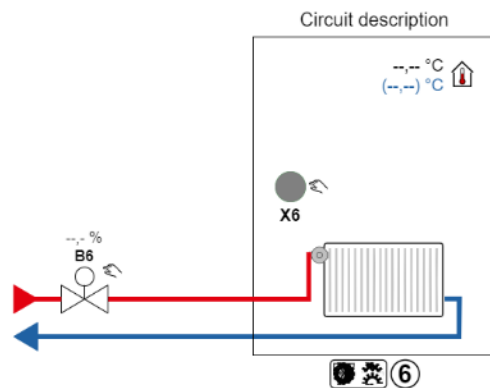 Circuit description
--,-- °C
(--,--) °C
X6
--,- %
B6
6